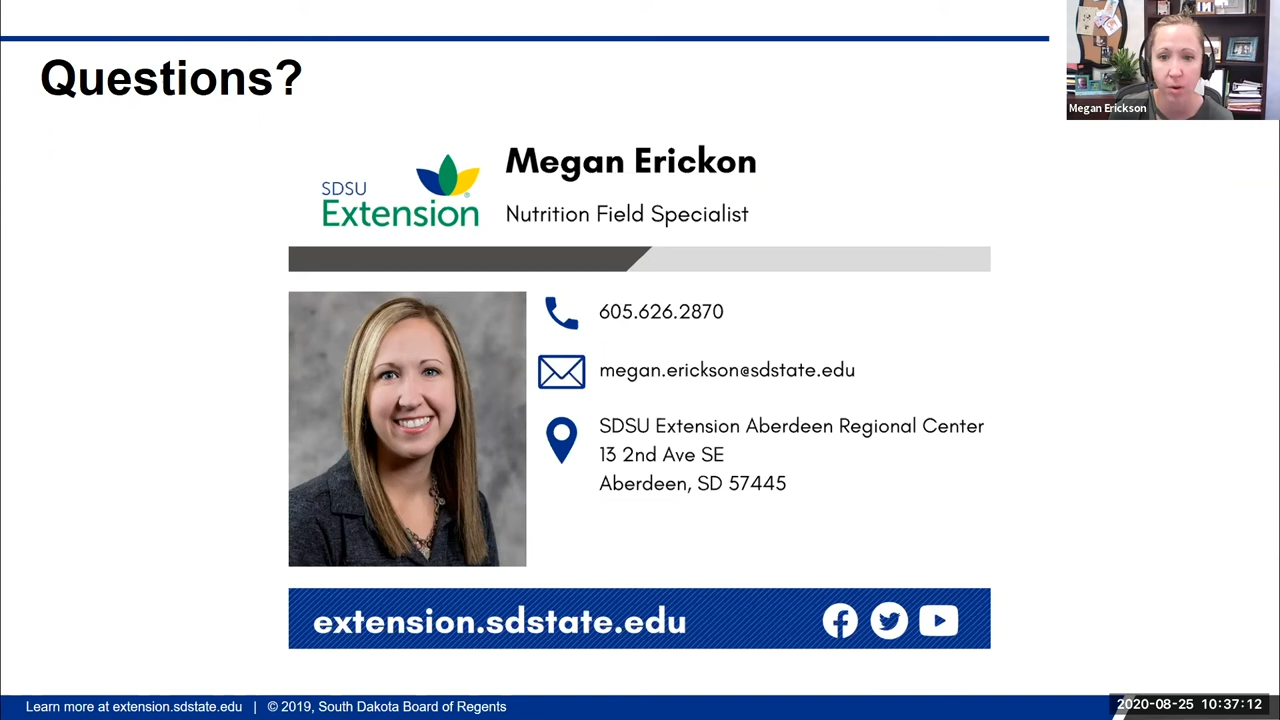 Questions?
Megan Erickson
Megan Erickon
SDSU
Extension
Nutrition Field Specialist
605.626.2870
megan.erickson@sdstate.edu
SDSU Extension Aberdeen Regional Center
13 2nd Ave SE
Aberdeen, SD 57445
extension.sdstate.edu
Learn more at extension.sdstate.edu | © 2019, South Dakota Board of Regents
2020-08-25 10:37:12